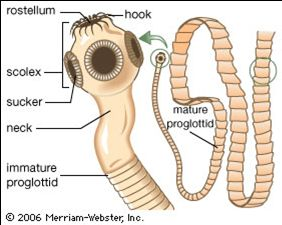 rostellum
hook
scolex
sucker
neck
immature
proglottid
mature
proglottid
© 2006 Merriam-Webster, Inc.